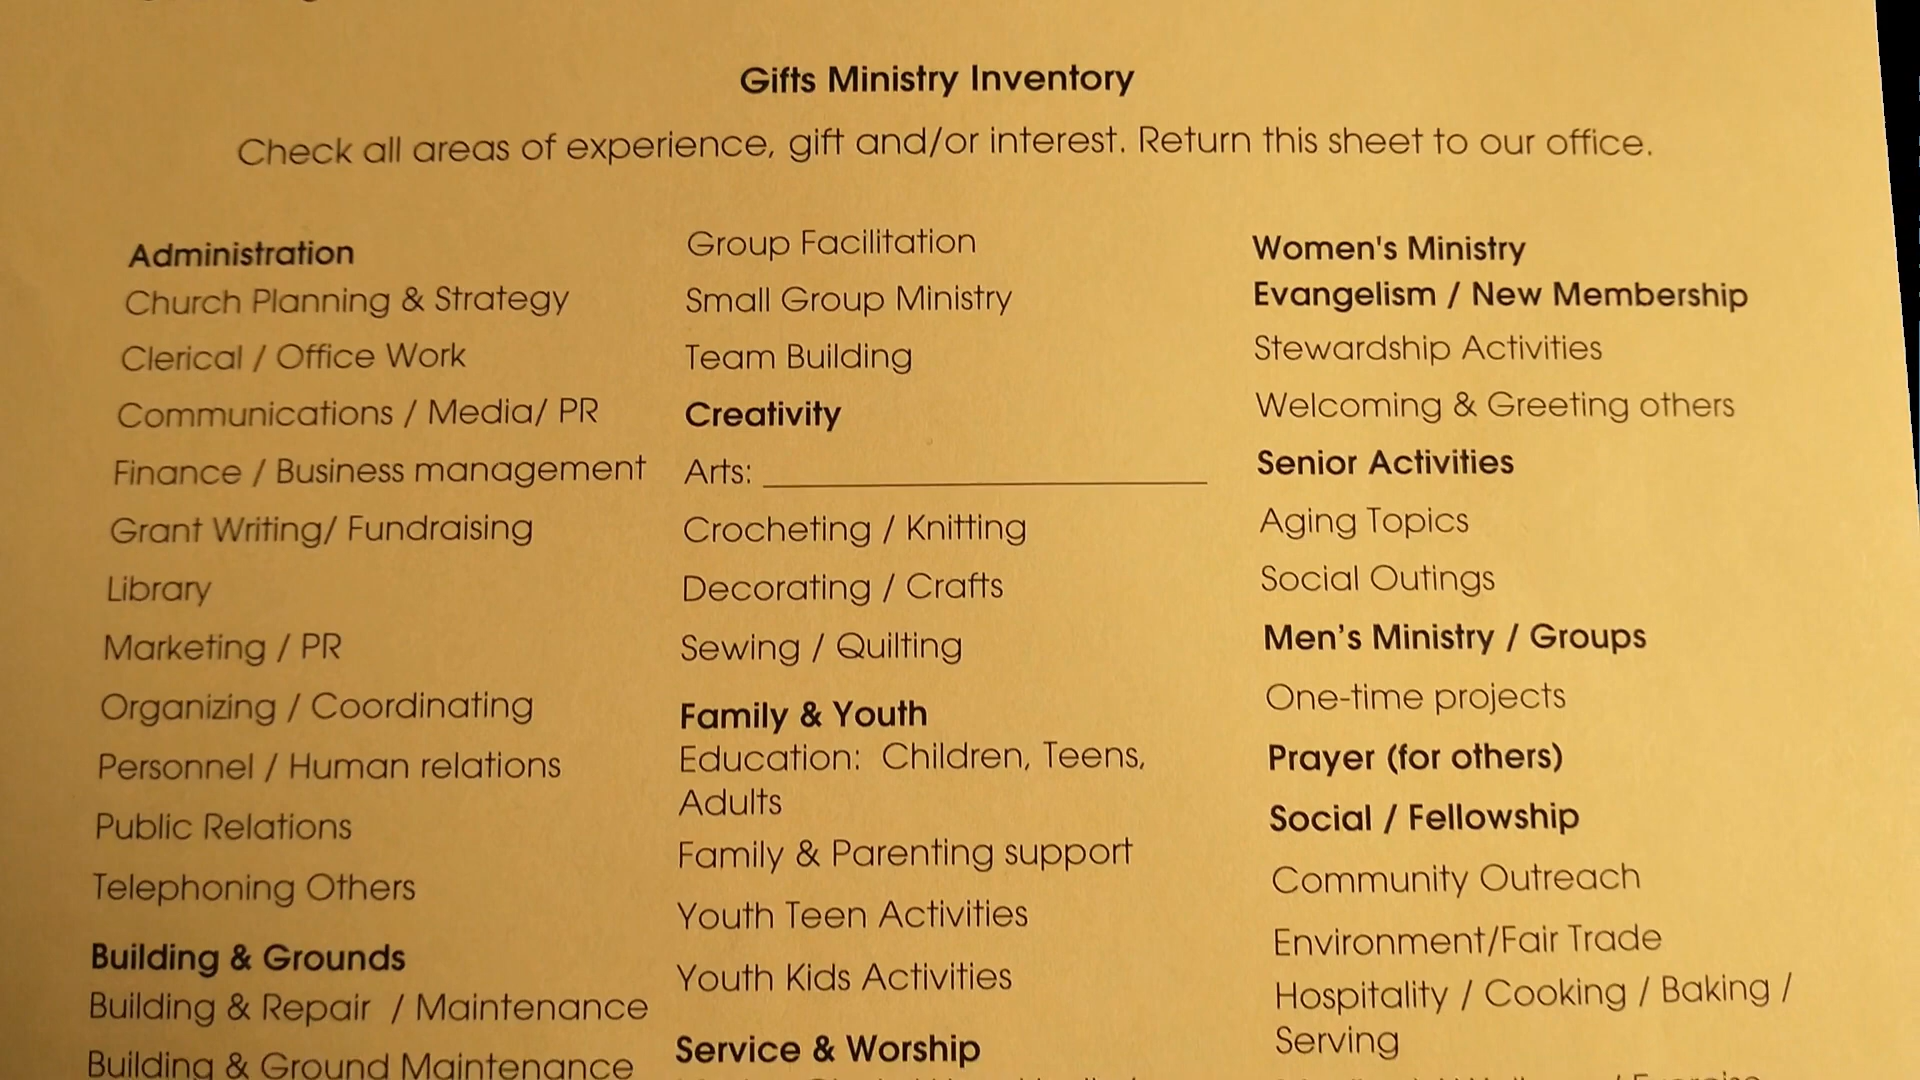 Gifts Ministry Inventory
Check all areas of experience, gift and/or interest. Return this sheet to our office.
Administration
Church Planning & Strategy
Clerical / Office Work
Communications / Media/ PR
Finance / Business management
Grant Writing/ Fundraising
Library
Marketing / PR
Organizing / Coordinating
Personnel / Human relations
Public Relations
Telephoning Others
Building & Grounds
Building & Repair / Maintenance
Building & Ground Maintenance
Group Facilitation
Small Group Ministry
Team Building
Creativity
Arts: ____________________
Crocheting / Knitting
Decorating / Crafts
Sewing / Quilting
Family & Youth
Education: Children, Teens,
Adults
Family & Parenting support
Youth Teen Activities
Youth Kids Activities
Service & Worship
Women's Ministry
Evangelism / New Membership
Stewardship Activities
Welcoming & Greeting others
Senior Activities
Aging Topics
Social Outings
Men’s Ministry / Groups
One-time projects
Prayer (for others)
Social / Fellowship
Community Outreach
Environment/Fair Trade
Hospitality / Cooking / Baking /
Serving